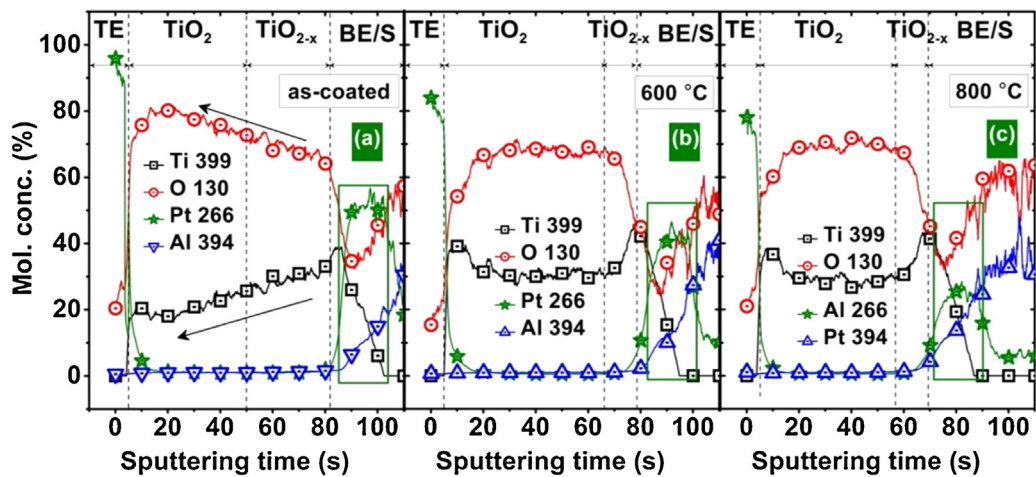 TE TiO₂ TiO₂₋ₓ BE/S
TE TiO₂ TiO₂₋ₓ BE/S
TE TiO₂ TiO₂₋ₓ BE/S
100
80
60
40
20
0
Mol. conc. (%)
as-coated
(a)
Ti 399
O 130
Pt 266
Al 394
600 °C
(b)
Ti 399
O 130
Pt 266
Al 394
800 °C
(c)
Ti 399
O 130
Al 266
Pt 394
0 20 40 60 80 100
0 20 40 60 80 100
0 20 40 60 80 100
Sputtering time (s)
Sputtering time (s)
Sputtering time (s)